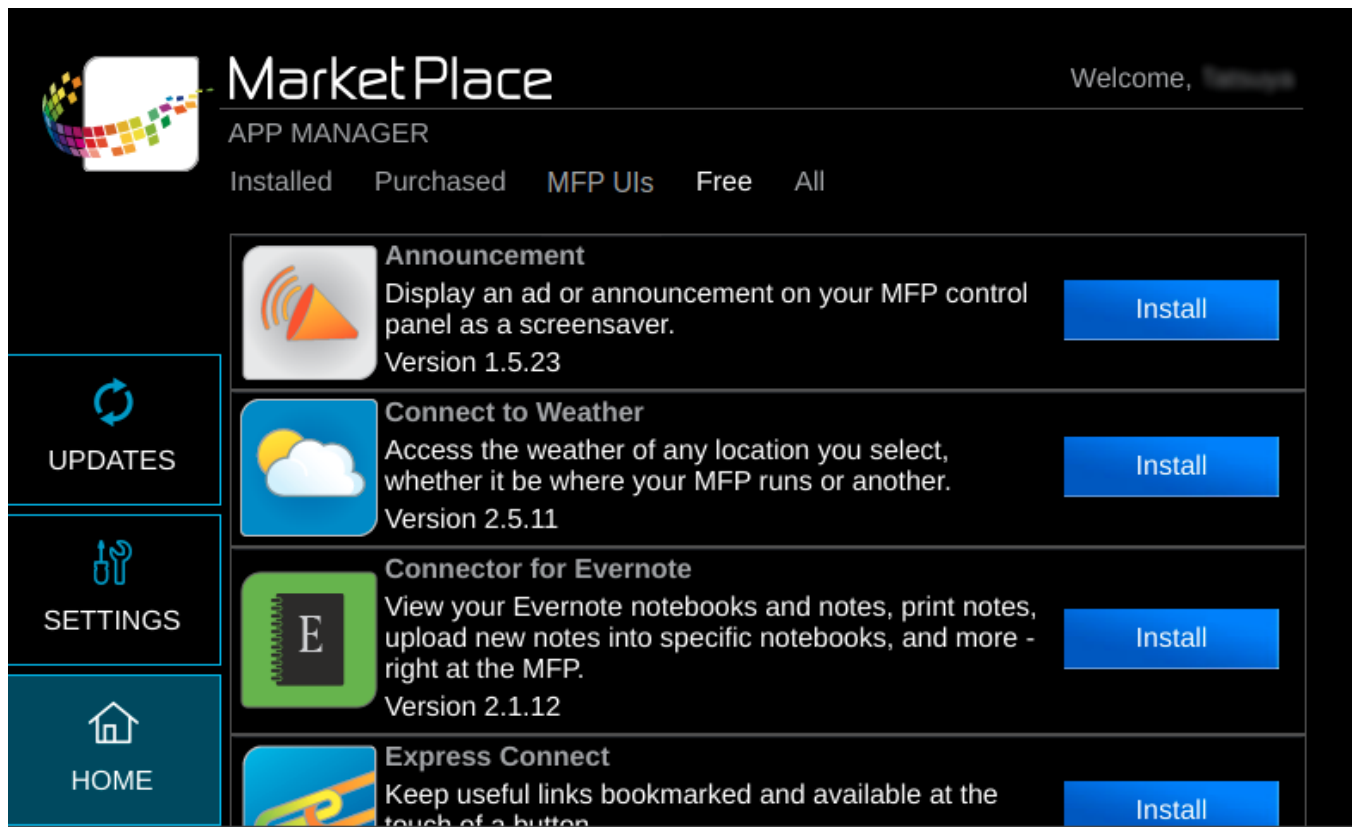 MarketPlace
Welcome,
APP MANAGER
Installed Purchased MFP UIs Free All
Announcement
Display an ad or announcement on your MFP control
panel as a screensaver.
Version 1.5.23
Install
Connect to Weather
Access the weather of any location you select,
whether it be where your MFP runs or another.
Version 2.5.11
Install
Connector for Evernote
View your Evernote notebooks and notes, print notes,
upload new notes into specific notebooks, and more -
right at the MFP.
Version 2.1.12
E
Install
Express Connect
Keep useful links bookmarked and available at the
touch of a button
Install
UPDATES
SETTINGS
HOME